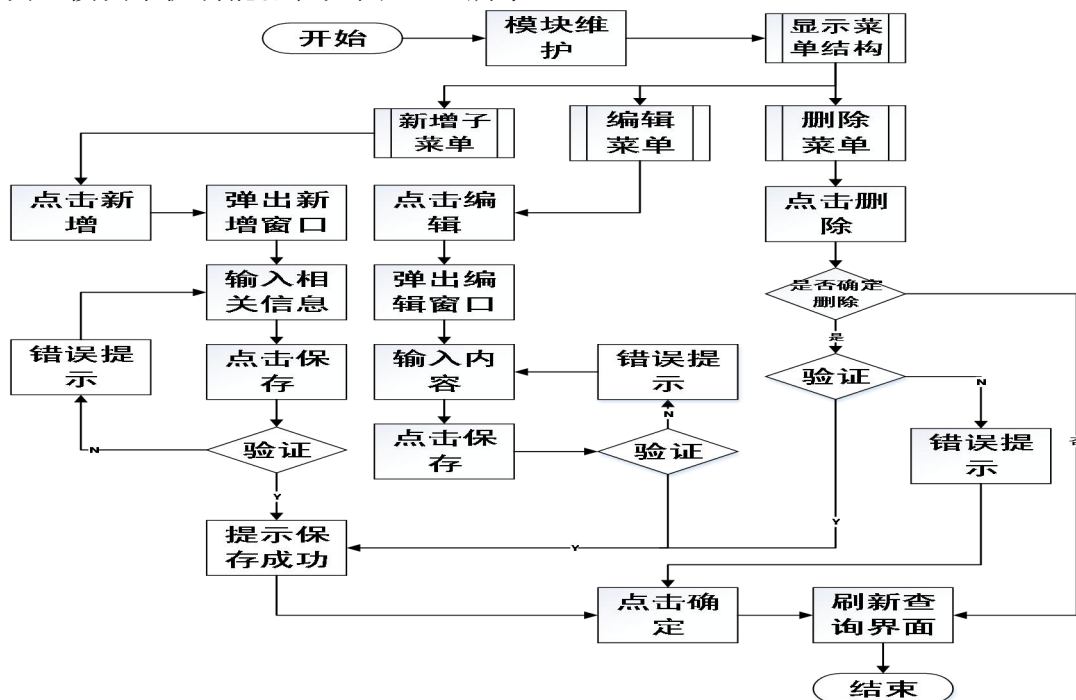 开始
模块维
护
显示菜
单结构
新增子
菜单
编辑
菜单
删除
菜单
点击新
增
弹出新
增窗口
点击编
辑
点击删
除
输入相
关信息
弹出编
辑窗口
是否确定
删除
是
错误提
示
点击保
存
输入内
容
错误提
示
验证
N
N
验证
N
点击保
存
验证
错误提
示
Y
Y
提示保
存成功
Y
点击确
定
刷新查
询界面
结束